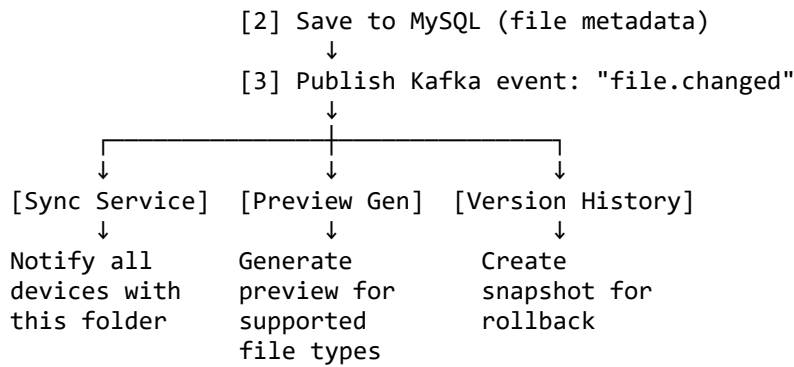 [2] Save to MySQL (file metadata)
↓
[3] Publish Kafka event: "file.changed"
↓
↓ ↓ ↓
[Sync Service] [Preview Gen] [Version History]
↓ ↓ ↓
Notify all Generate Create
devices with preview for snapshot for
this folder supported rollback
file types